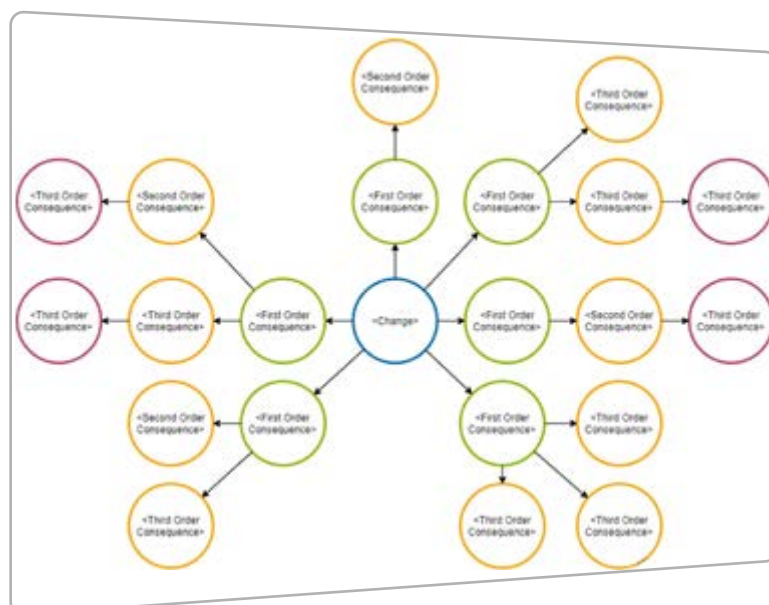 <Second Order
Consequence>
<Third Order
Consequence>
<Third Order
Consequence>
<Second Order
Consequence>
<First Order
Consequence>
<First Order
Consequence>
<Third Order
Consequence>
<Third Order
Consequence>
<Third Order
Consequence>
<Third Order
Consequence>
<First Order
Consequence>
<Change>
<First Order
Consequence>
<Second Order
Consequence>
<Third Order
Consequence>
<Second Order
Consequence>
<First Order
Consequence>
<First Order
Consequence>
<Third Order
Consequence>
<Third Order
Consequence>
<Third Order
Consequence>
<Third Order
Consequence>